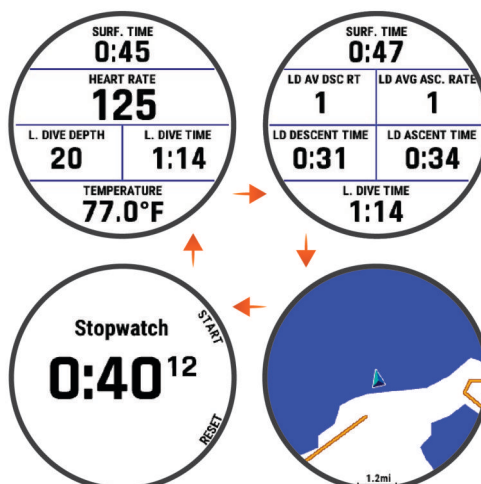 SURF. TIME
0:45
HEART RATE
125
L. DIVE DEPTH L. DIVE TIME
20 1:14
TEMPERATURE
77.0°F
SURF. TIME
0:47
LD AV DSC RT LD AVG ASC. RATE
1 1
LD DESCENT TIME LD ASCENT TIME
0:31 0:34
L. DIVE TIME
1:14
Stopwatch
0:40 12
START
RESET
1.2mi